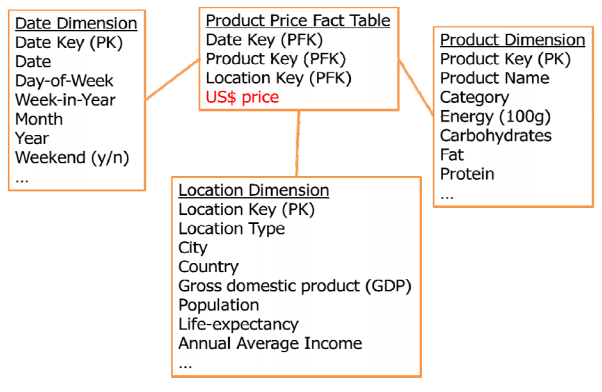 Date Dimension
Date Key (PK)
Date
Day-of-Week
Week-in-Year
Month
Year
Weekend (y/n)
...
Product Price Fact Table
Date Key (PFK)
Product Key (PFK)
Location Key (PFK)
US$ price
Product Dimension
Product Key (PK)
Product Name
Category
Energy (100g)
Carbohydrates
Fat
Protein
...
Location Dimension
Location Key (PK)
Location Type
City
Country
Gross domestic product (GDP)
Population
Life-expectancy
Annual Average Income
...